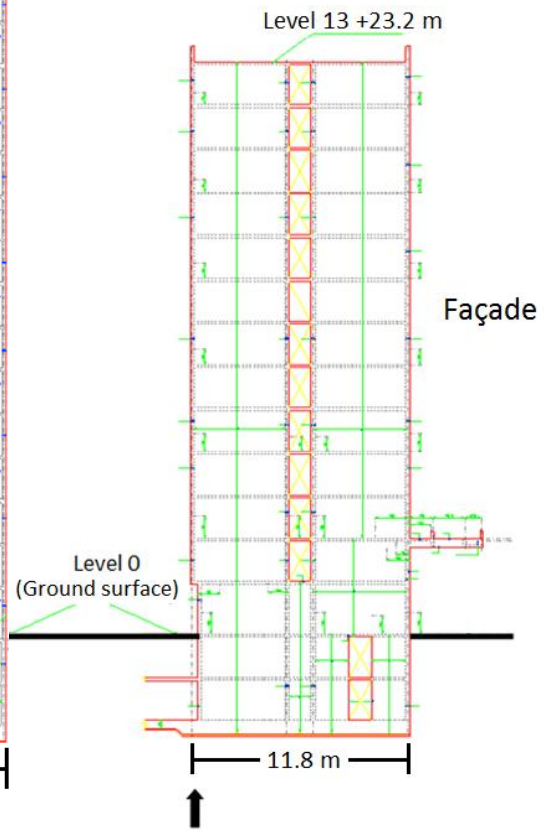 Level 13 +23.2 m
Façade
Level 0
(Ground surface)
11.8 m